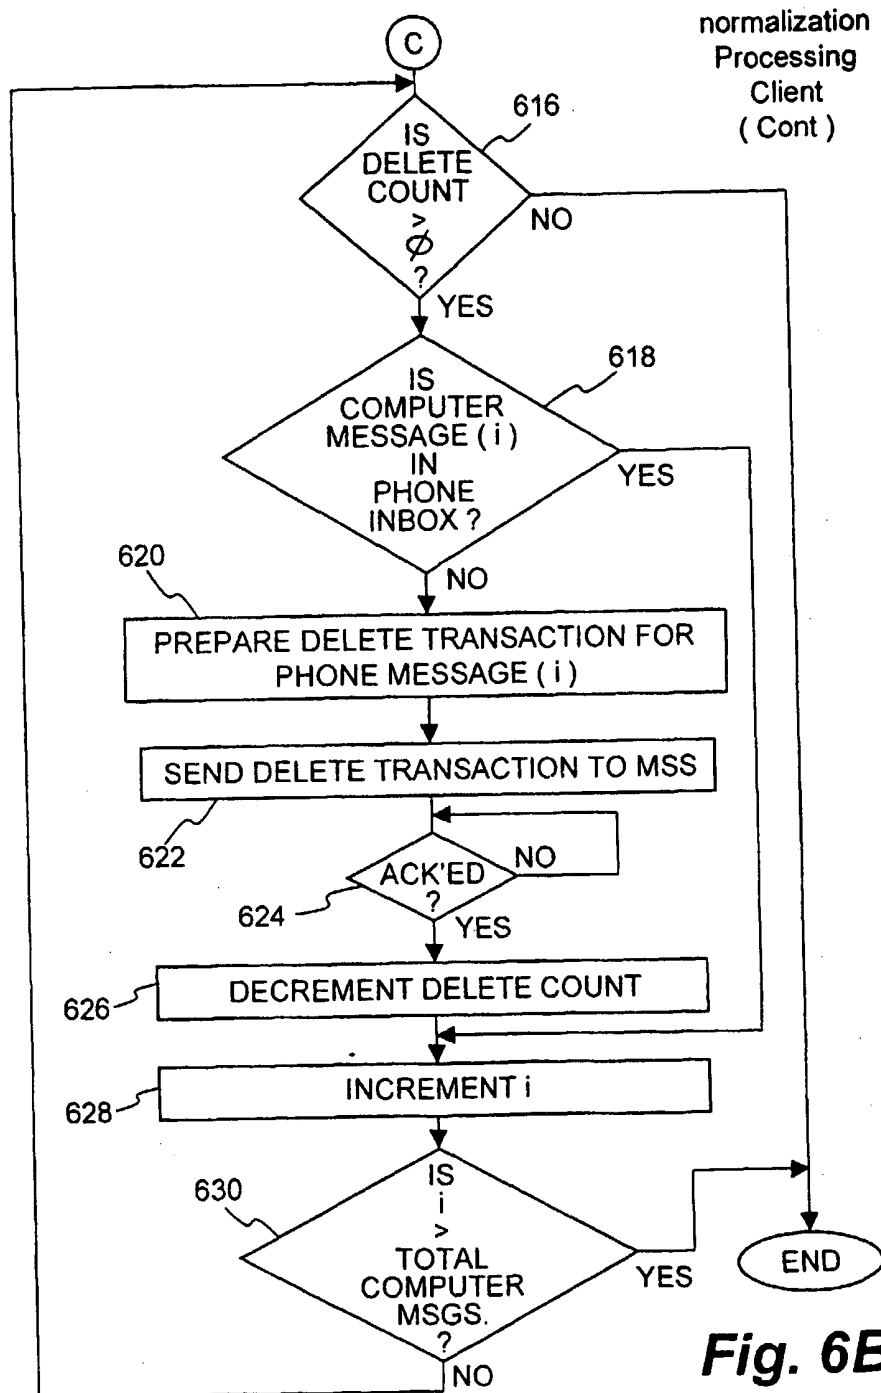 normalization
Processing
Client
( Cont )
C
616
IS
DELETE
COUNT
>
Ø
?
NO
YES
618
IS
COMPUTER
MESSAGE ( i )
IN
PHONE
INBOX ?
YES
NO
620
PREPARE DELETE TRANSACTION FOR
PHONE MESSAGE ( i )
SEND DELETE TRANSACTION TO MSS
622
ACK'ED
?
NO
624
YES
DECREMENT DELETE COUNT
626
INCREMENT i
628
630
IS
i
>
TOTAL
COMPUTER
MSGS.
?
YES
NO
END
Fig. 6B